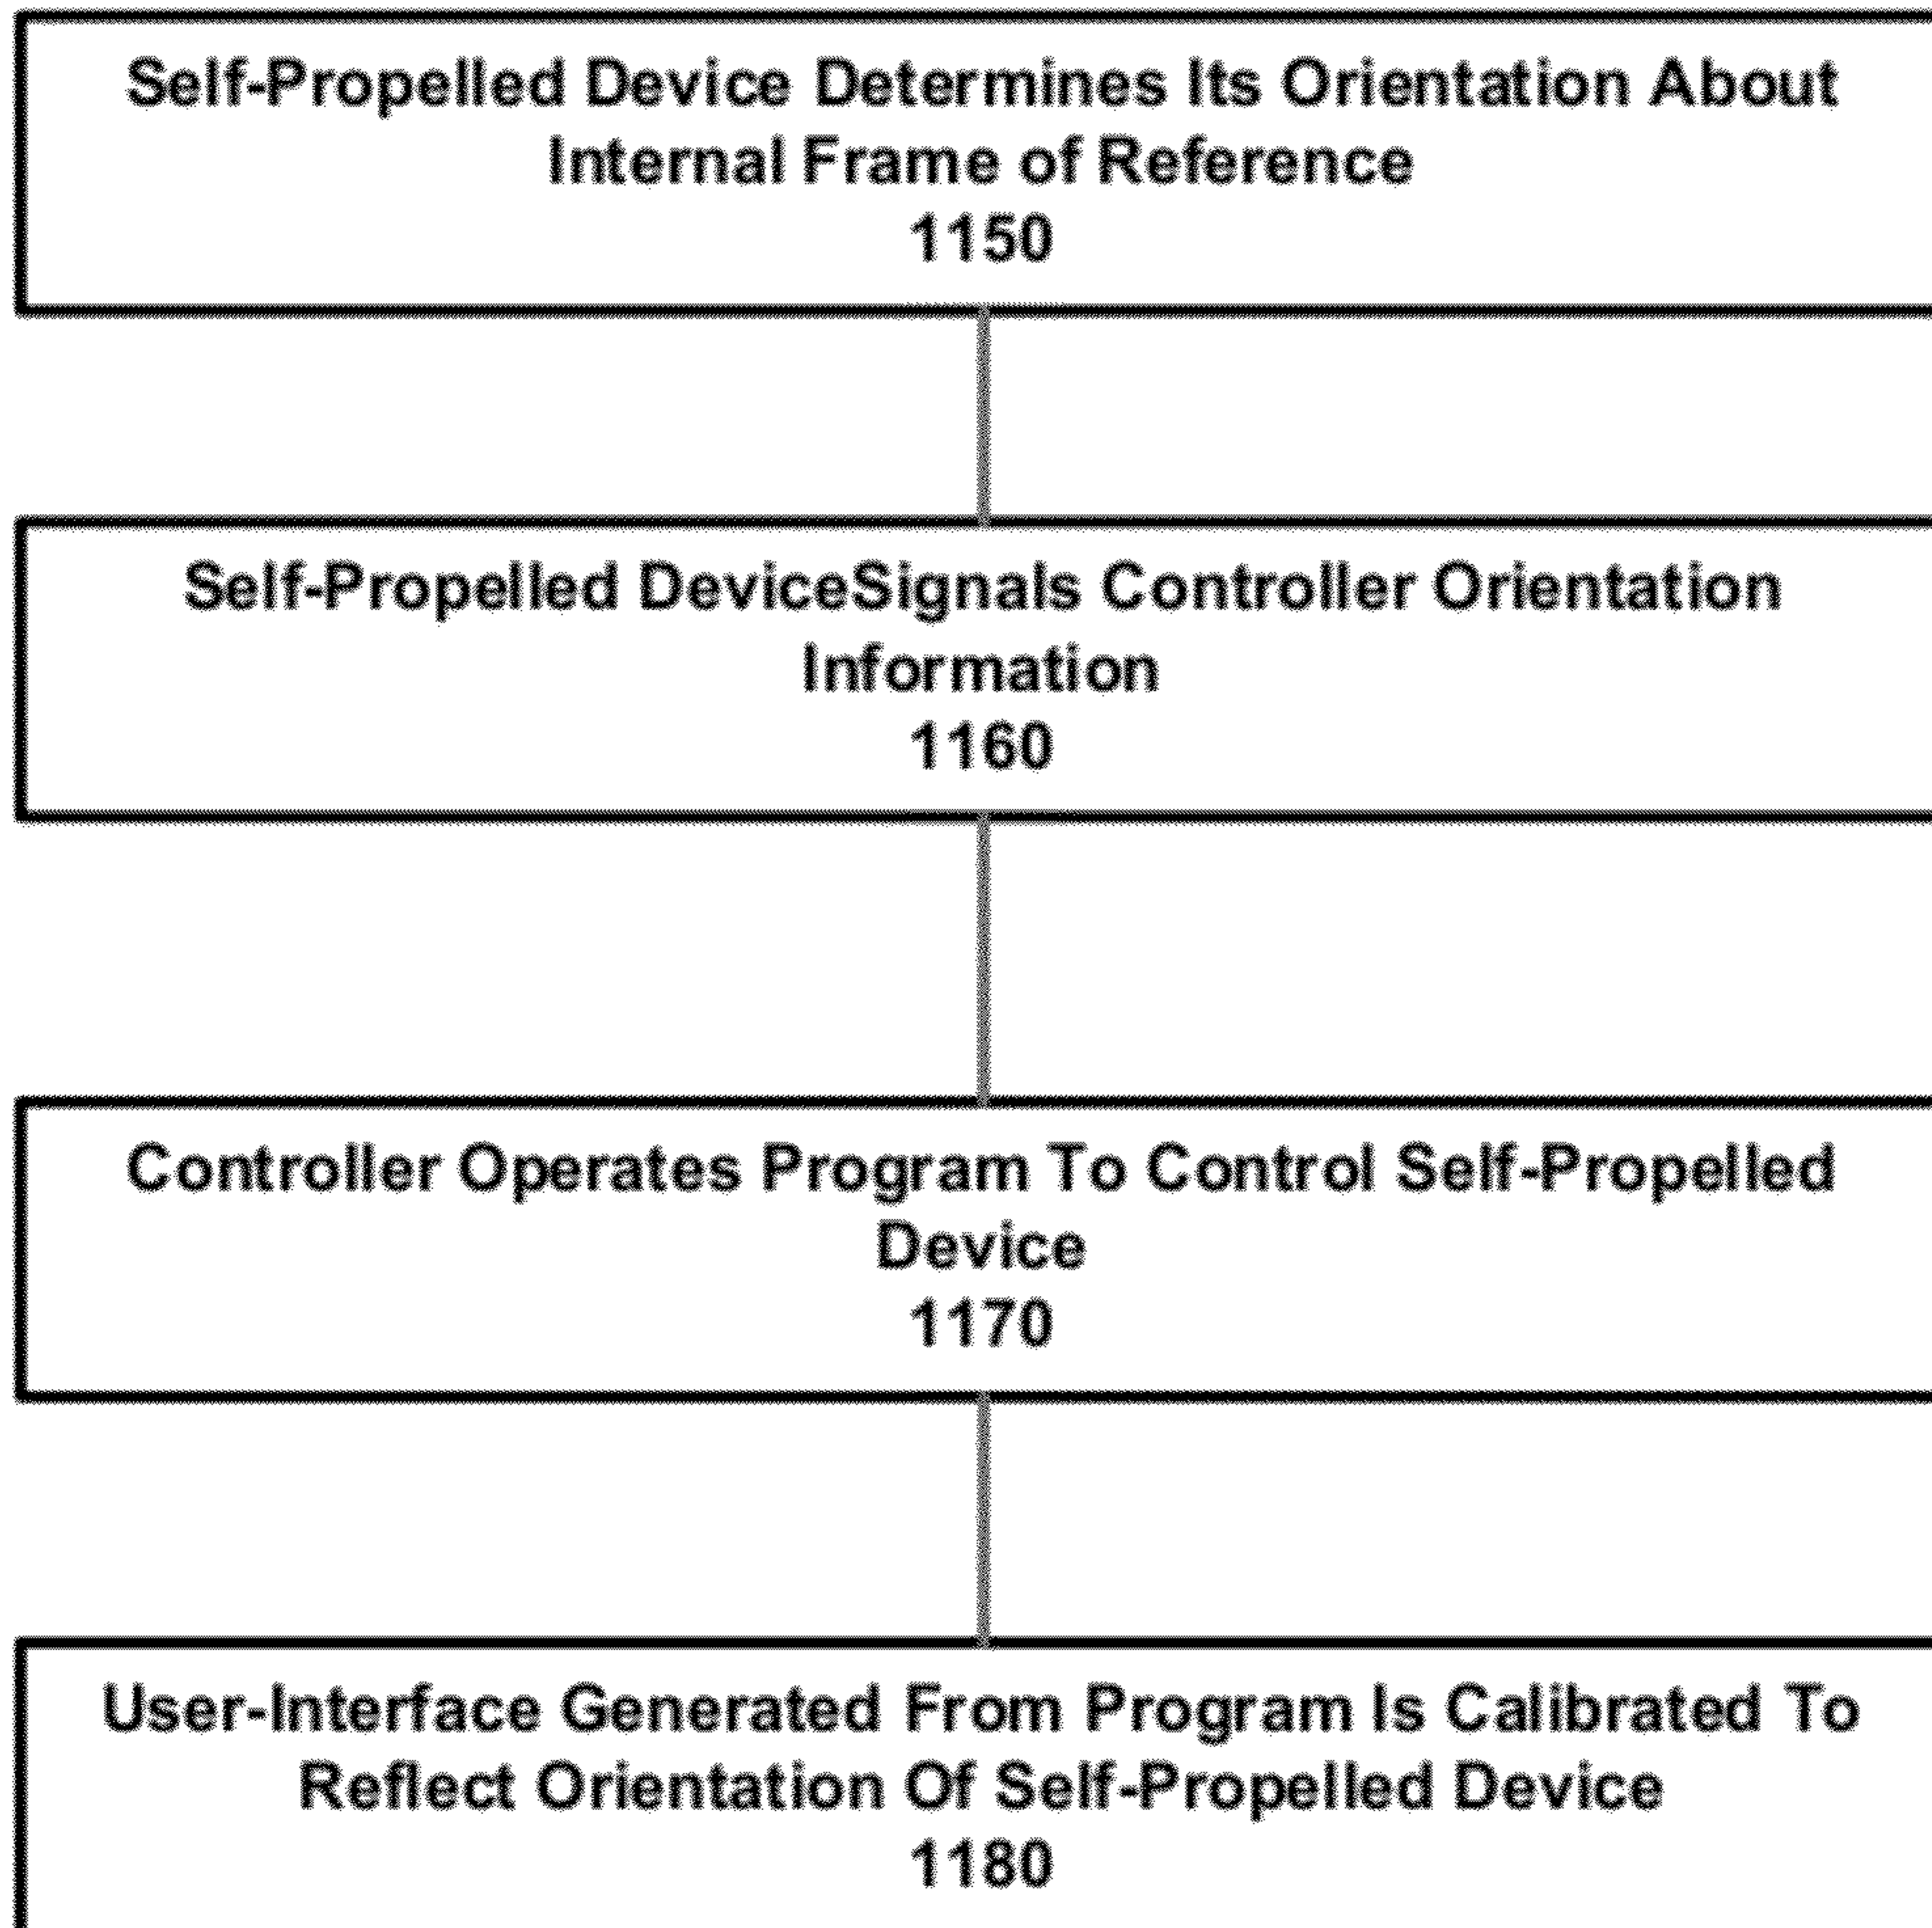 Self-Propelled Device Determines Its Orientation About
Internal Frame of Reference
1150
Self-Propelled DeviceSignals Controller Orientation
Information
1160
Controller Operates Program To Control Self-Propelled
Device
1170
User-Interface Generated From Program Is Calibrated To
Reflect Orientation Of Self-Propelled Device
1180